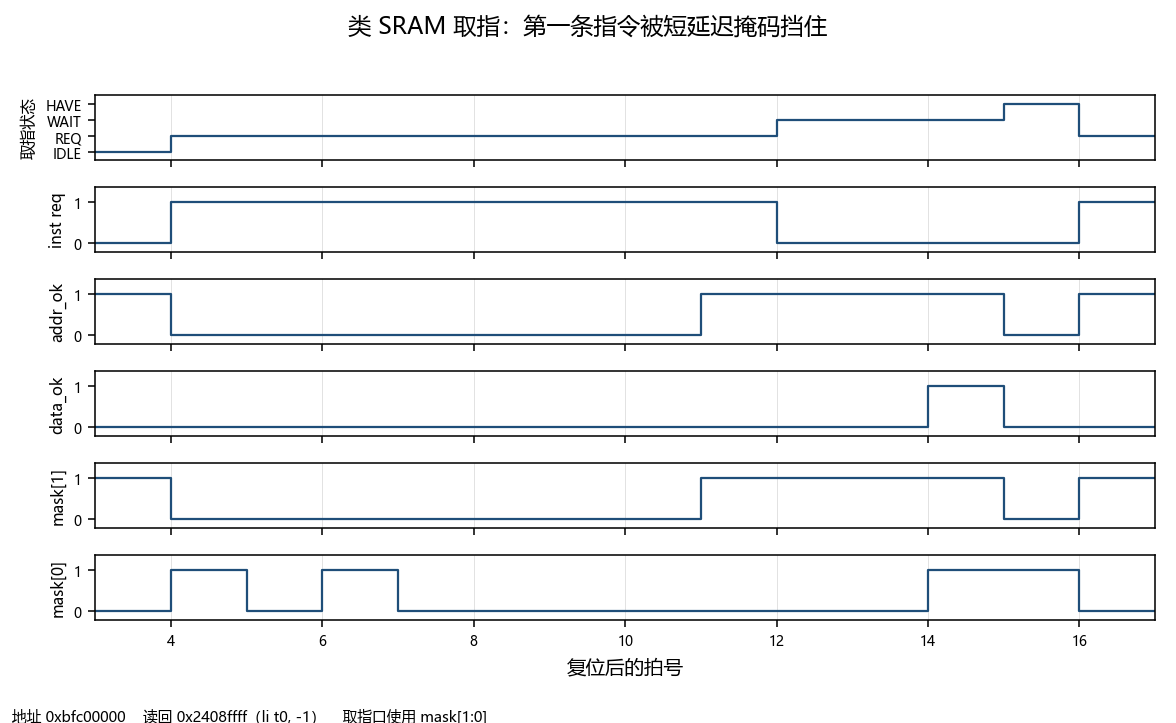 类 SRAM 取指：第一条指令被短延迟掩码挡住
取指状态
HAVE
WAIT
REQ
IDLE
inst req
1
0
addr_ok
1
0
data_ok
1
0
mask[1]
1
0
mask[0]
1
0
4 6 8 10 12 14 16
复位后的拍号
地址 0xbfc00000 读回 0x2408ffff（li t0, -1） 取指口使用 mask[1:0]